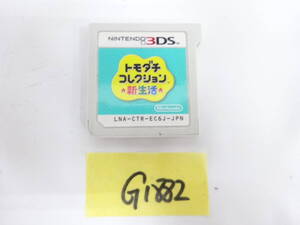 NINTENDO 3DS
トモダチ
コレクション
新生活
LNA-CTR-EC6J-JPN
G1882